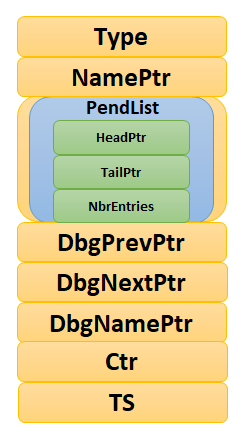 Type
NamePtr
PendList
HeadPtr
TailPtr
NbrEntries
DbgPrevPtr
DbgNextPtr
DbgNamePtr
Ctr
TS